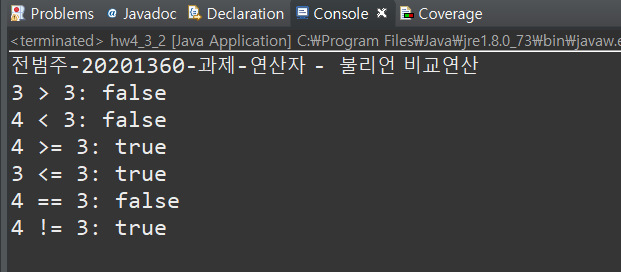 Problems @ Javadoc Declaration Console Coverage
<terminated> hw4_3_2 [Java Application] C:₩Program Files₩Java₩jre1.8.0_73₩bin₩javaw.e
전범주-20201360-과제-연산자 - 불리언 비교연산
3 > 3: false
4 < 3: false
4 >= 3: true
3 <= 3: true
4 == 3: false
4 != 3: true